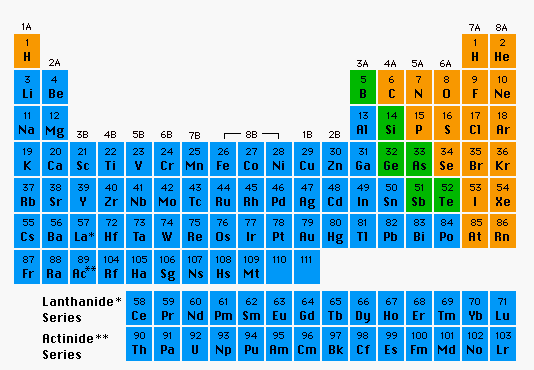 1A 7A 8A
1 1 2
H H He
2A 3A 4A 5A 6A
3 4 5 6 7 8 9 10
Li Be B C N O F Ne
11 12 13 14 15 16 17 18
Na Mg Al Si P S Cl Ar
3B 4B 5B 6B 7B 8B 1B 2B
19 20 21 22 23 24 25 26 27 28 29 30 31 32 33 34 35 36
K Ca Sc Ti V Cr Mn Fe Co Ni Cu Zn Ga Ge As Se Br Kr
37 38 39 40 41 42 43 44 45 46 47 48 49 50 51 52 53 54
Rb Sr Y Zr Nb Mo Tc Ru Rh Pd Ag Cd In Sn Sb Te I Xe
55 56 57 72 73 74 75 76 77 78 79 80 81 82 83 84 85 86
Cs Ba La* Hf Ta W Re Os Ir Pt Au Hg Tl Pb Bi Po At Rn
87 88 89 104 105 106 107 108 109 110 111
Fr Ra Ac** Rf Ha Sg Ns Hs Mt
Lanthanide* 58 59 60 61 62 63 64 65 66 67 68 69 70 71
Series Ce Pr Nd Pm Sm Eu Gd Tb Dy Ho Er Tm Yb Lu
Actinide** 90 91 92 93 94 95 96 97 98 99 100 101 102 103
Series Th Pa U Np Pu Am Cm Bk Cf Es Fm Md No Lr